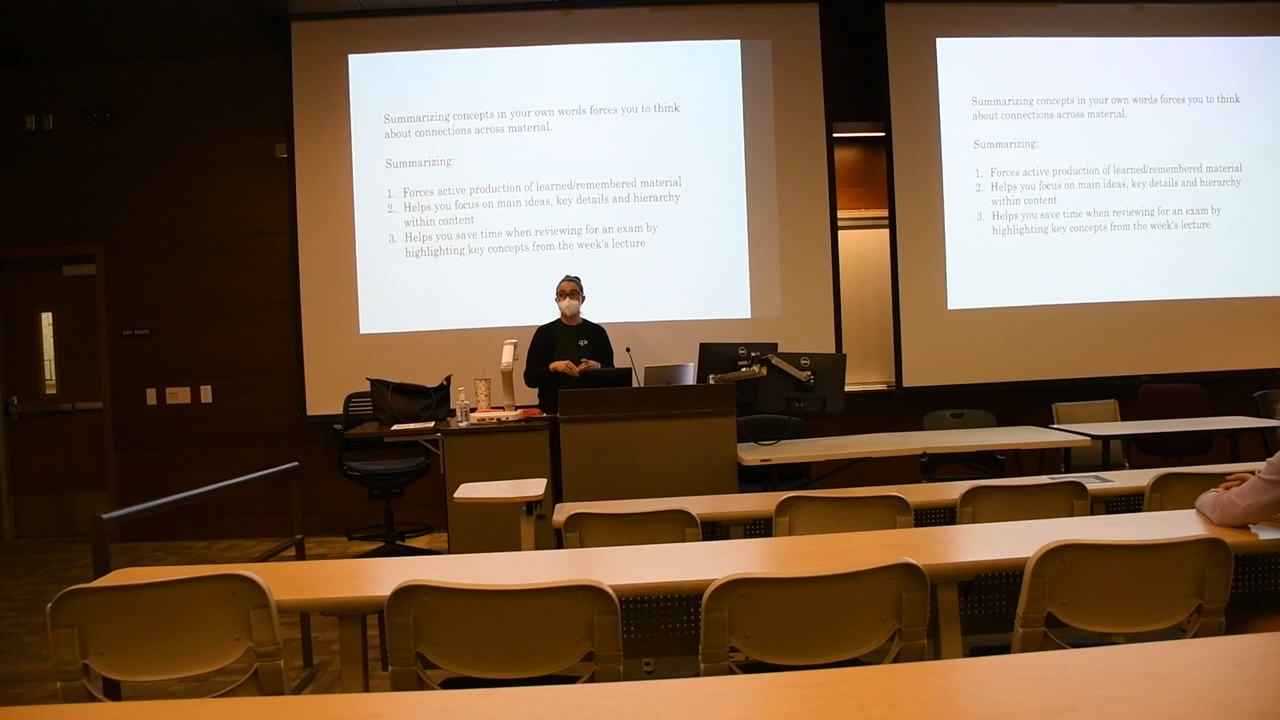 Summarizing concepts in your own words forces you to think
about connections across material.
Summarizing:
1. Forces active production of learned/remembered material
2. Helps you focus on main ideas, key details and hierarchy
within content
3. Helps you save time when reviewing for an exam by
highlighting key concepts from the week's lecture
Summarizing concepts in your own words forces you to think
about connections across material.
Summarizing:
1. Forces active production of learned/remembered material
2. Helps you focus on main ideas, key details and hierarchy
within content
3. Helps you save time when reviewing for an exam by
highlighting key concepts from the week's lecture
EXIT ROUTE
DELL
DELL